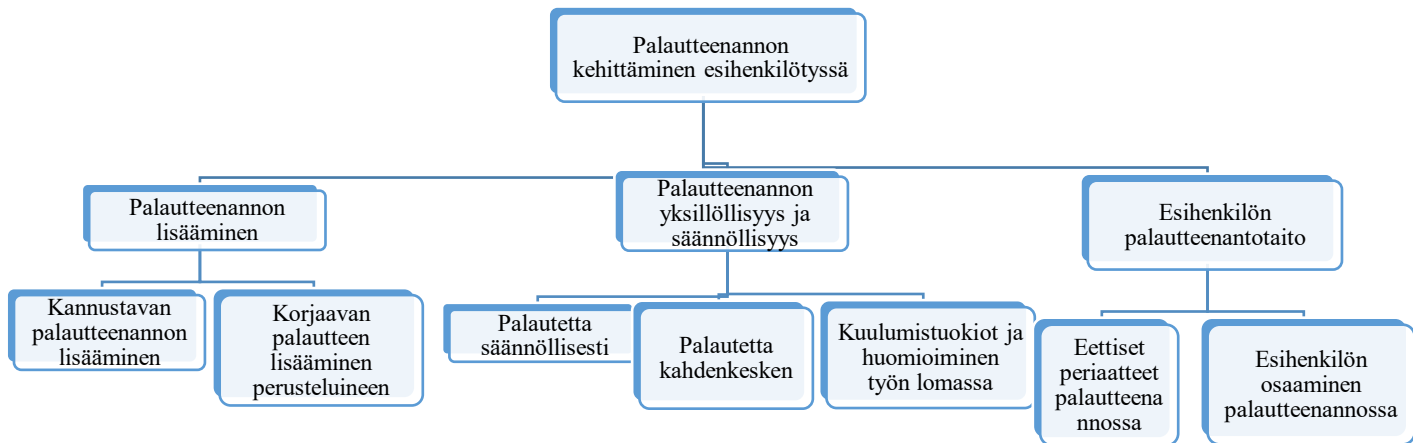 Palautteenannon
kehittäminen esihenkilötyssä
Palautteenannon
lisääminen
Palautteenannon
yksillöllisyys ja
säännöllisyys
Esihenkilön
palautteenantotaito
Kannustavan
palautteenannon
lisääminen
Korjaavan
palautteen
lisääminen
perusteluineen
Palautetta
säännöllisesti
Palautetta
kahdenkesken
Kuulumistuokiot ja
huomioiminen
työn lomassa
Eettiset
periaatteet
palautteena
nnossa
Esihenkilön
osaaminen
palautteenannossa